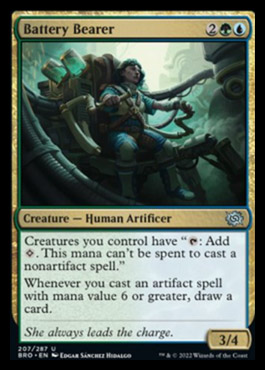 Battery Bearer 2
Creature — Human Artificer
Creatures you control have “: Add
. This mana can’t be spent to cast a
nonartifact spell.”
Whenever you cast an artifact spell
with mana value 6 or greater, draw a
card.
She always leads the charge.
207/287 U
BRO • EN Edgar Sánchez Hidalgo
3/4
™ & © 2022 Wizards of the Coast